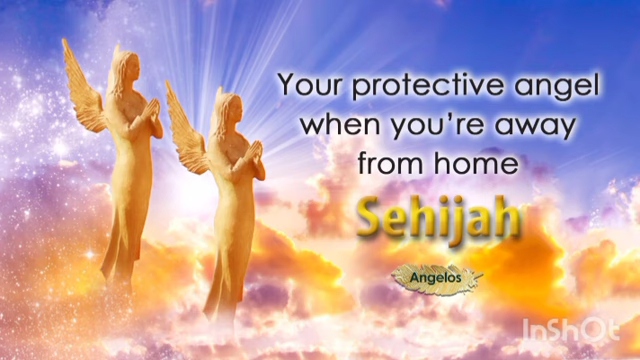 Your protective angel
when you're away
from home
Sehijah
Angelos
InShOt